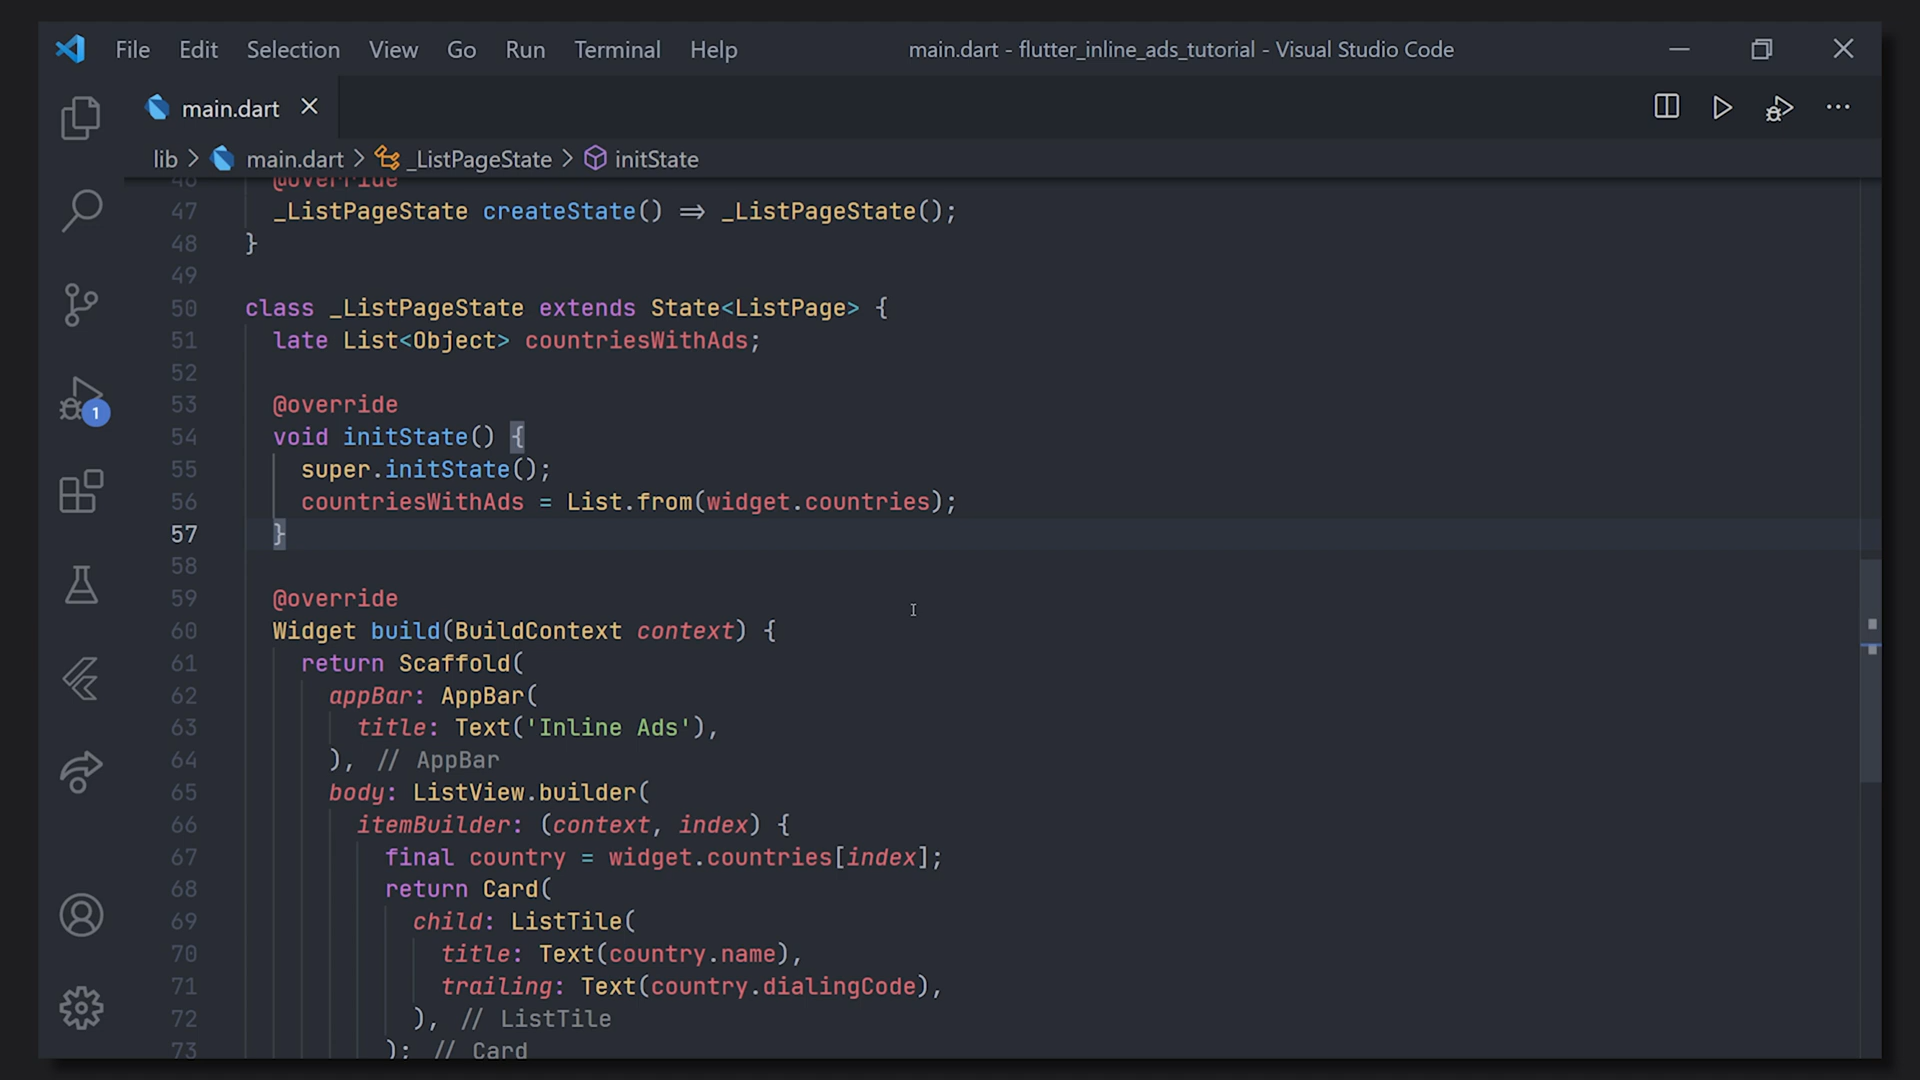 File Edit Selection View Go Run Terminal Help main.dart - flutter_inline_ads_tutorial - Visual Studio Code
main.dart
lib > main.dart > _ListPageState > initState
46 @override
47 _ListPageState createState() => _ListPageState();
48 }
49
50 class _ListPageState extends State<ListPage> {
51 late List<Object> countriesWithAds;
52
53 @override
54 void initState() {
55 super.initState();
56 countriesWithAds = List.from(widget.countries);
57 }
58
59 @override
60 Widget build(BuildContext context) {
61 return Scaffold(
62 appBar: AppBar(
63 title: Text('Inline Ads'),
64 ), // AppBar
65 body: ListView.builder(
66 itemBuilder: (context, index) {
67 final country = widget.countries[index];
68 return Card(
69 child: ListTile(
70 title: Text(country.name),
71 trailing: Text(country.dialingCode),
72 ), // ListTile
73 ); // Card
1